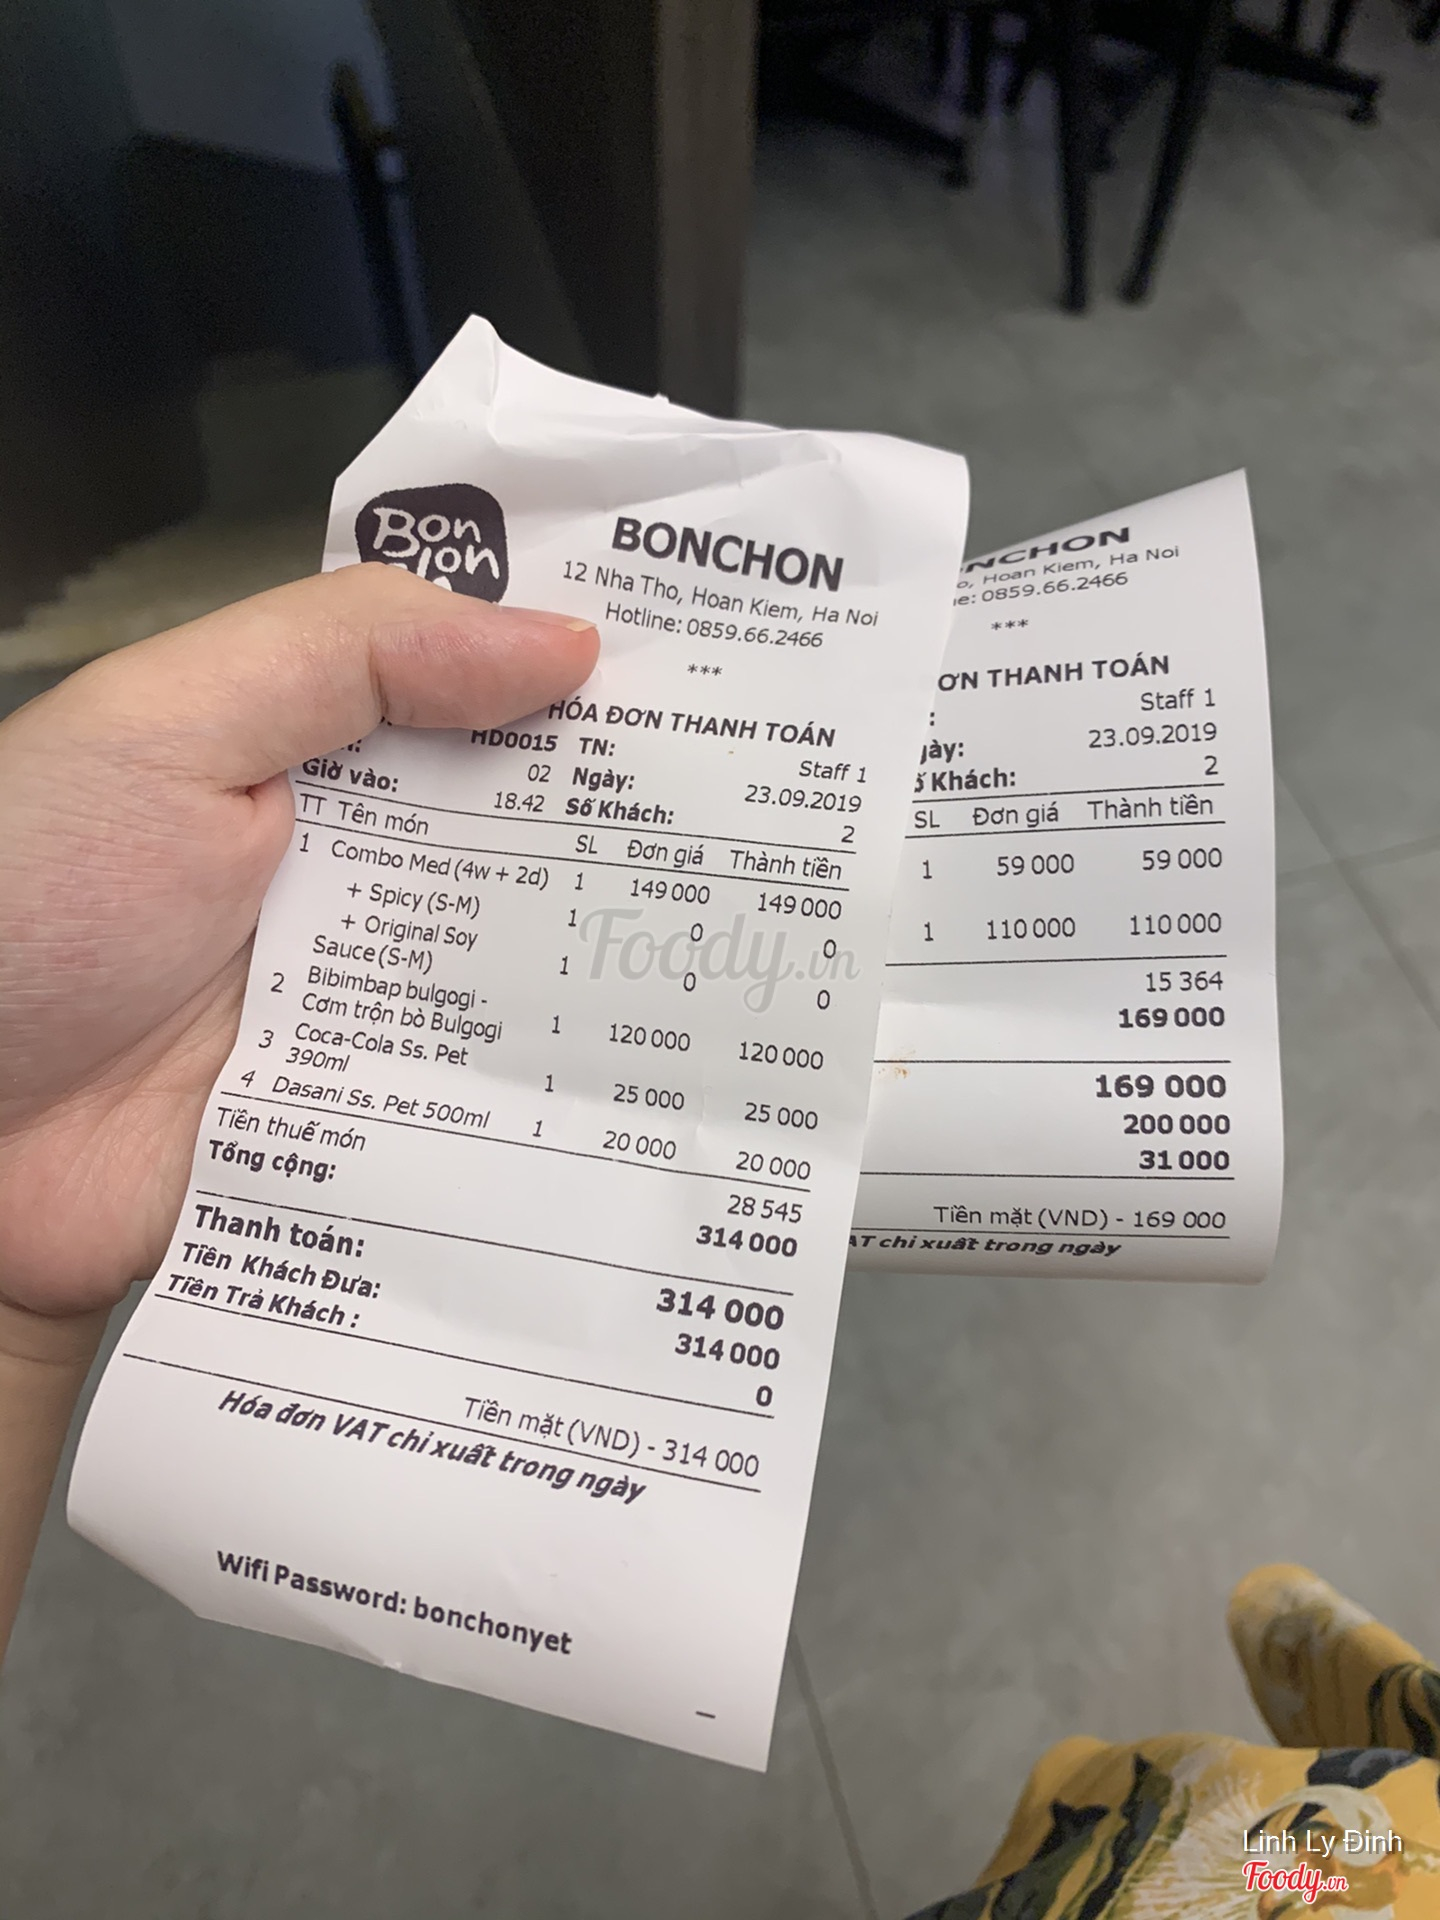 Bon
BONCHON
12 Nha Tho, Hoan Kiem, Ha Noi
Hotline: 0859.66.2466
***
HÓA ĐƠN THANH TOÁN
HD0015 TN: Staff 1
02 Ngày: 23.09.2019
Giờ vào: 18.42 Số Khách: 2
TT Tên món SL Đơn giá Thành tiền
1 Combo Med (4w + 2d) 1 149 000 149 000
+ Spicy (S-M) 1 0 0
+ Original Soy
Sauce (S-M) 1 0 0
2 Bibimbap bulgogi -
Cơm trộn bò Bulgogi 1 120 000 120 000
3 Coca-Cola Ss. Pet
390ml 1 25 000 25 000
4 Dasani Ss. Pet 500ml 1 20 000 20 000
Tiền thuế món 28 545
Tổng cộng: 314 000
Thanh toán: 314 000
Tiền Khách Đưa: 314 000
Tiền Trả Khách : 0
Tiền mặt (VND) - 314 000
Hóa đơn VAT chỉ xuất trong ngày
Wifi Password: bonchonyet
_
NCHON
o, Hoan Kiem, Ha Noi
ne: 0859.66.2466
***
ƠN THANH TOÁN
: Staff 1
gày: 23.09.2019
ố Khách: 2
SL Đơn giá Thành tiền
1 59 000 59 000
1 110 000 110 000
15 364
169 000
169 000
200 000
31 000
Tiền mặt (VND) - 169 000
AT chỉ xuất trong ngày
Foody.vn
Linh Ly Đinh
Foody.vn